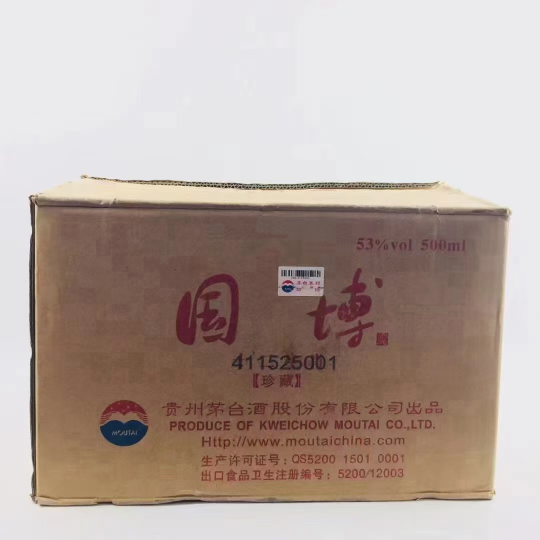 53%vol 500ml
国博
411525001
【珍藏】
MOUTAI
贵州茅台酒股份有限公司出品
PRODUCE OF KWEICHOW MOUTAI CO.,LTD.
Http://www.moutaichina.com
生产许可证号：QS5200 1501 0001
出口食品卫生注册编号：5200/12003